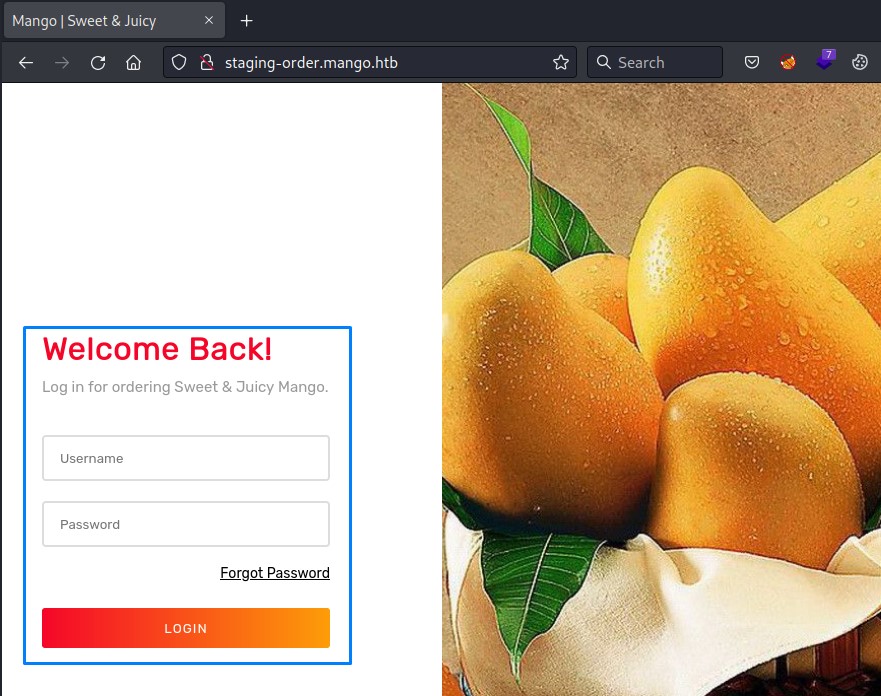 Mango | Sweet & Juicy
staging-order.mango.htb
Search
7
Welcome Back!
Log in for ordering Sweet & Juicy Mango.
Username
Password
Forgot Password
LOGIN